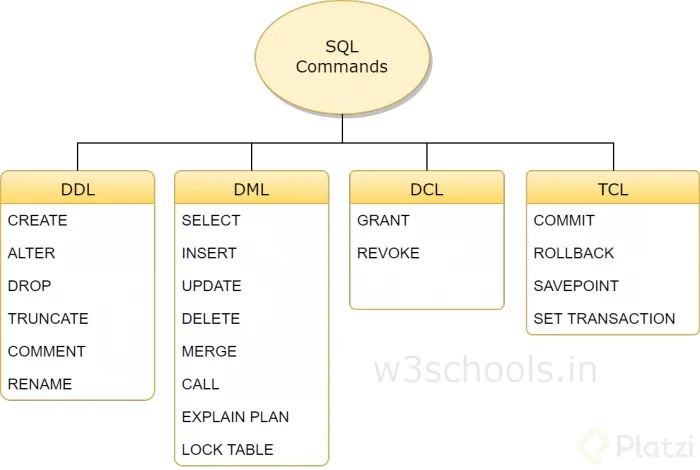 SQL
Commands
DDL
CREATE
ALTER
DROP
TRUNCATE
COMMENT
RENAME
DML
SELECT
INSERT
UPDATE
DELETE
MERGE
CALL
EXPLAIN PLAN
LOCK TABLE
DCL
GRANT
REVOKE
TCL
COMMIT
ROLLBACK
SAVEPOINT
SET TRANSACTION
w3schools.in
Platzi